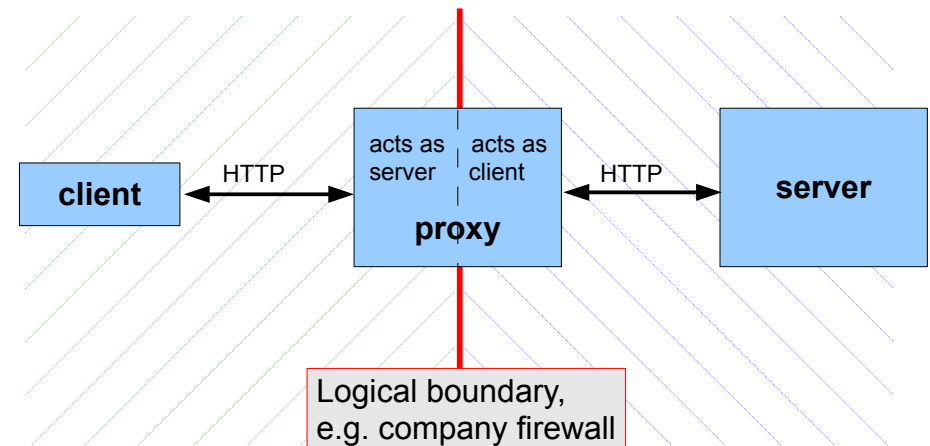 client
HTTP
acts as
server
acts as
client
proxy
HTTP
server
Logical boundary,
e.g. company firewall